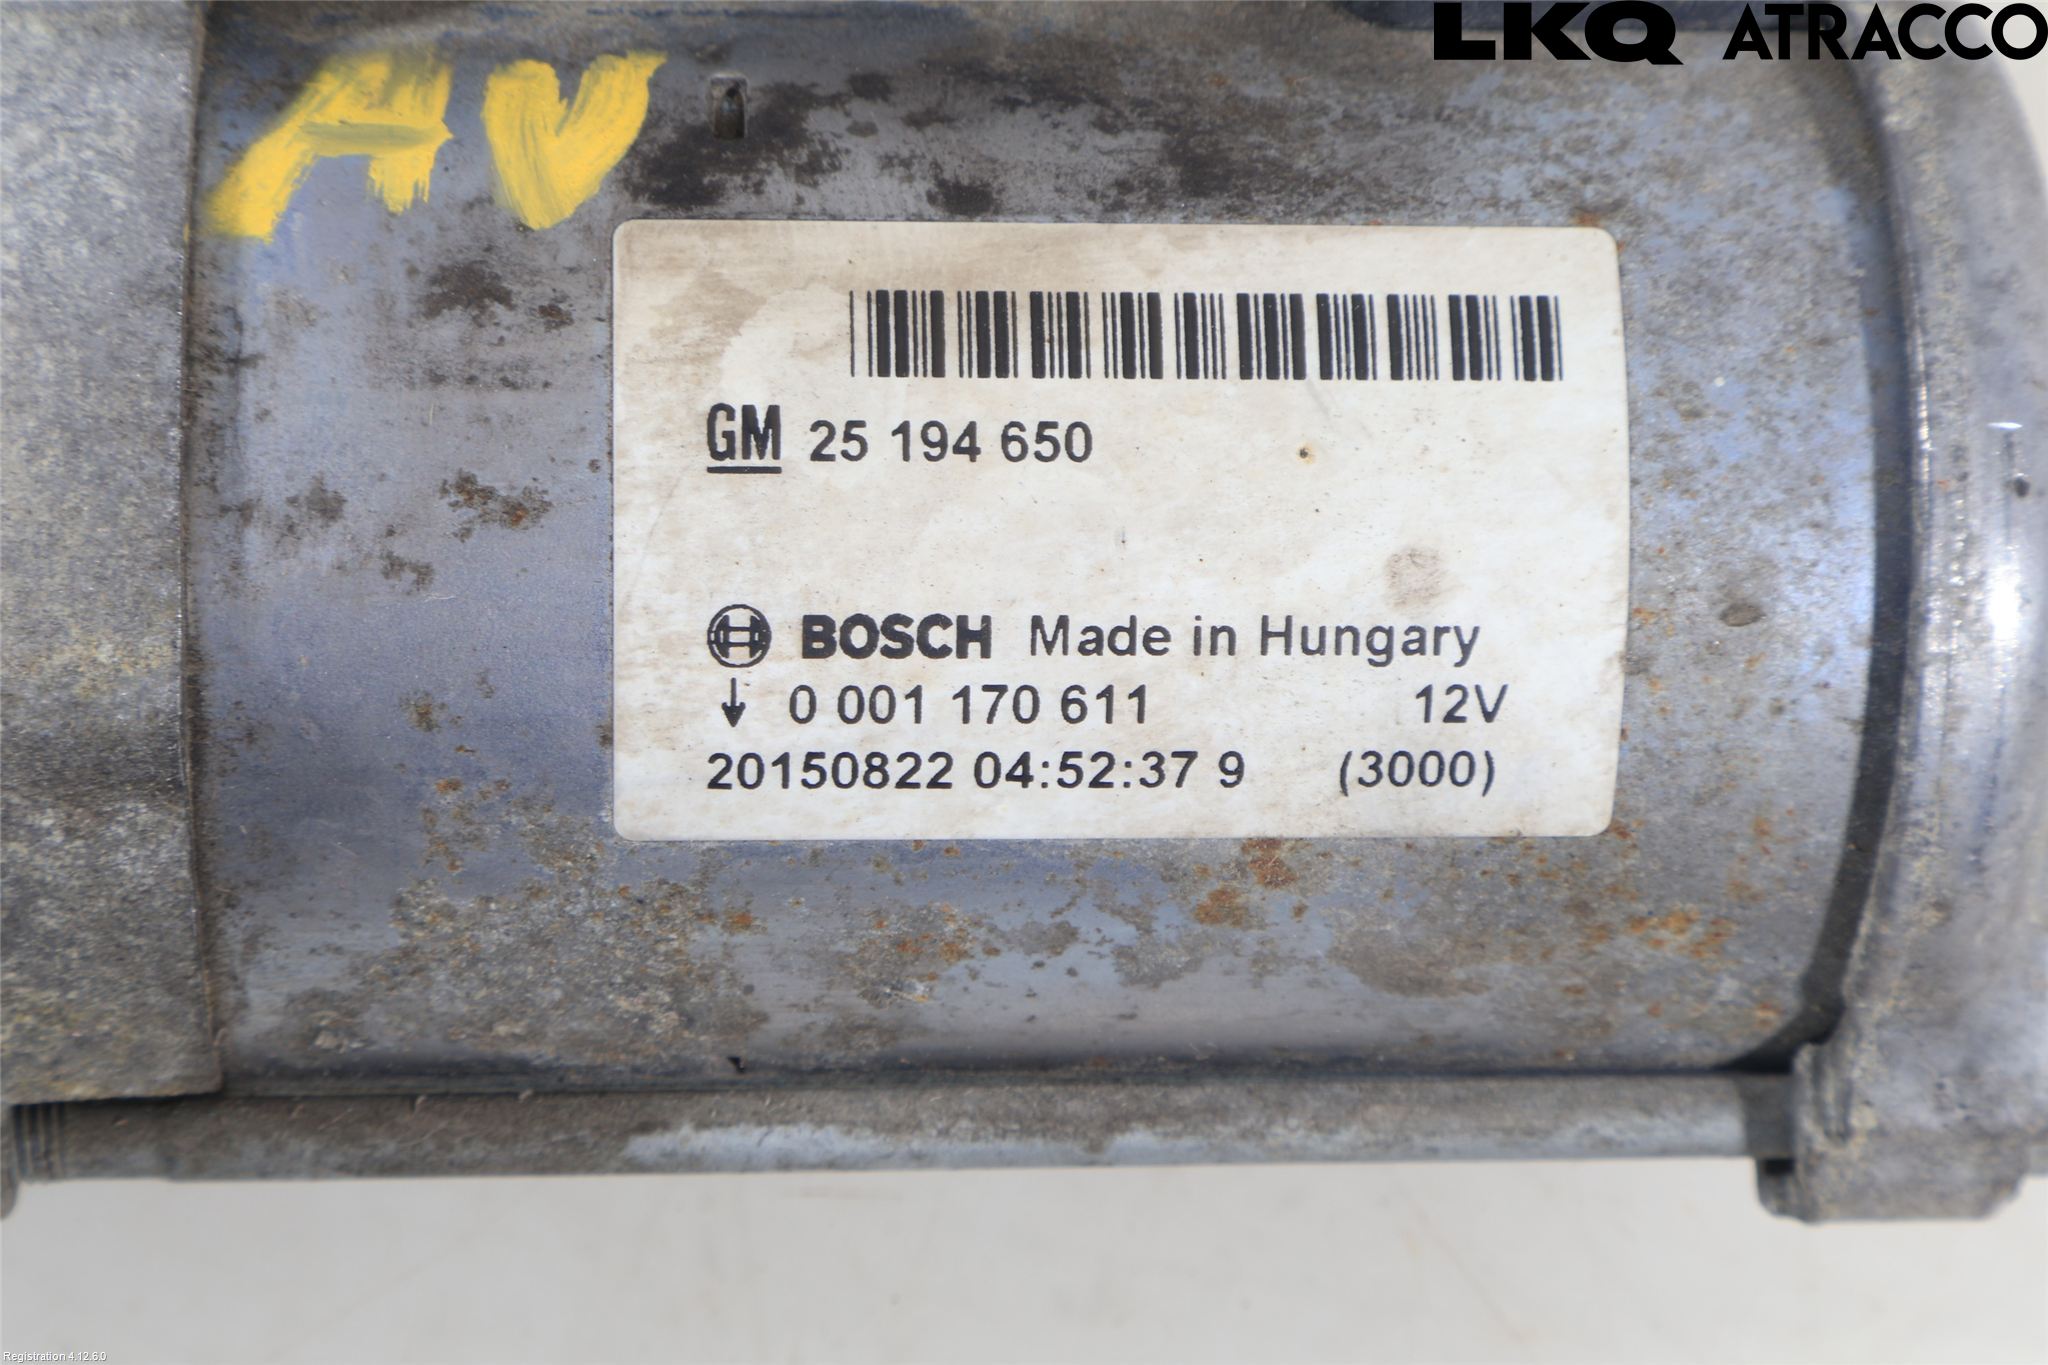 LKQ ATRACCO
AV
GM 25 194 650
BOSCH Made in Hungary
↓ 0 001 170 611 12V
20150822 04:52:37 9 (3000)
Registration 4.12.6.0